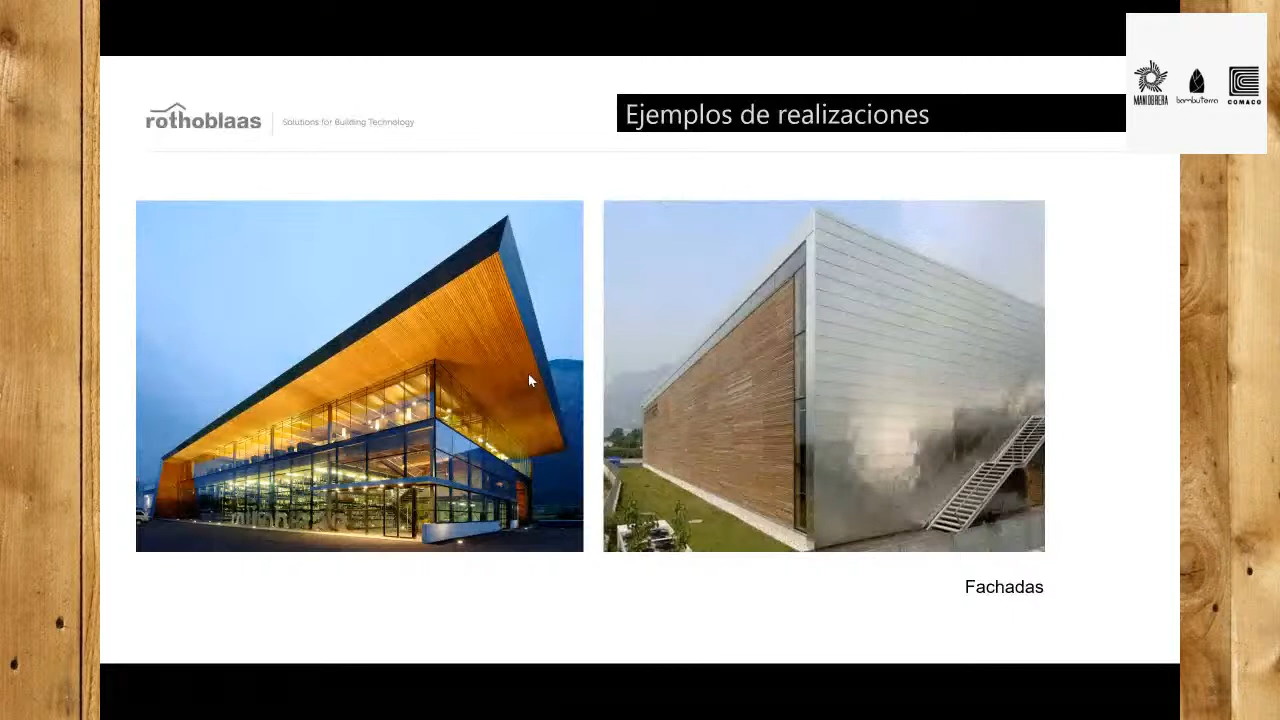 rothoblaas
Solutions for Building Technology
Ejemplos de realizaciones
MANIOBRERA
bambuterra
COMACO
Fachadas